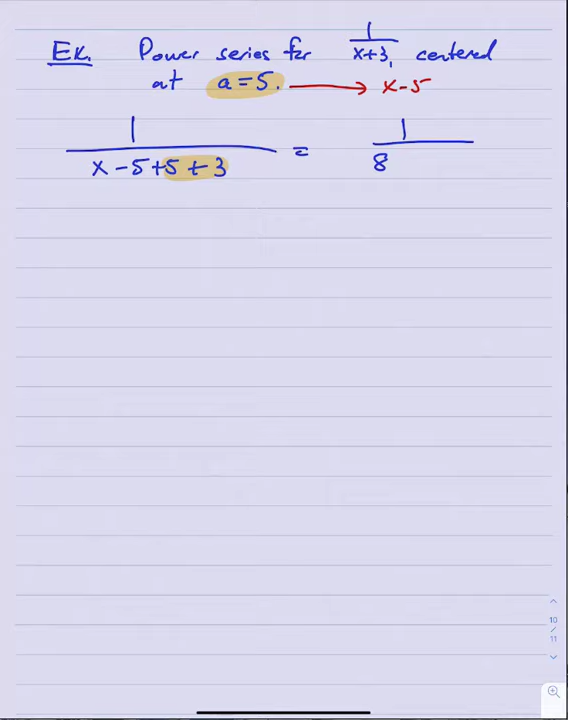 Ex. Power series for 1/(x+3), centered
at a=5. → x-5
1/(x-5+5+3) = 1/8
10
/
11